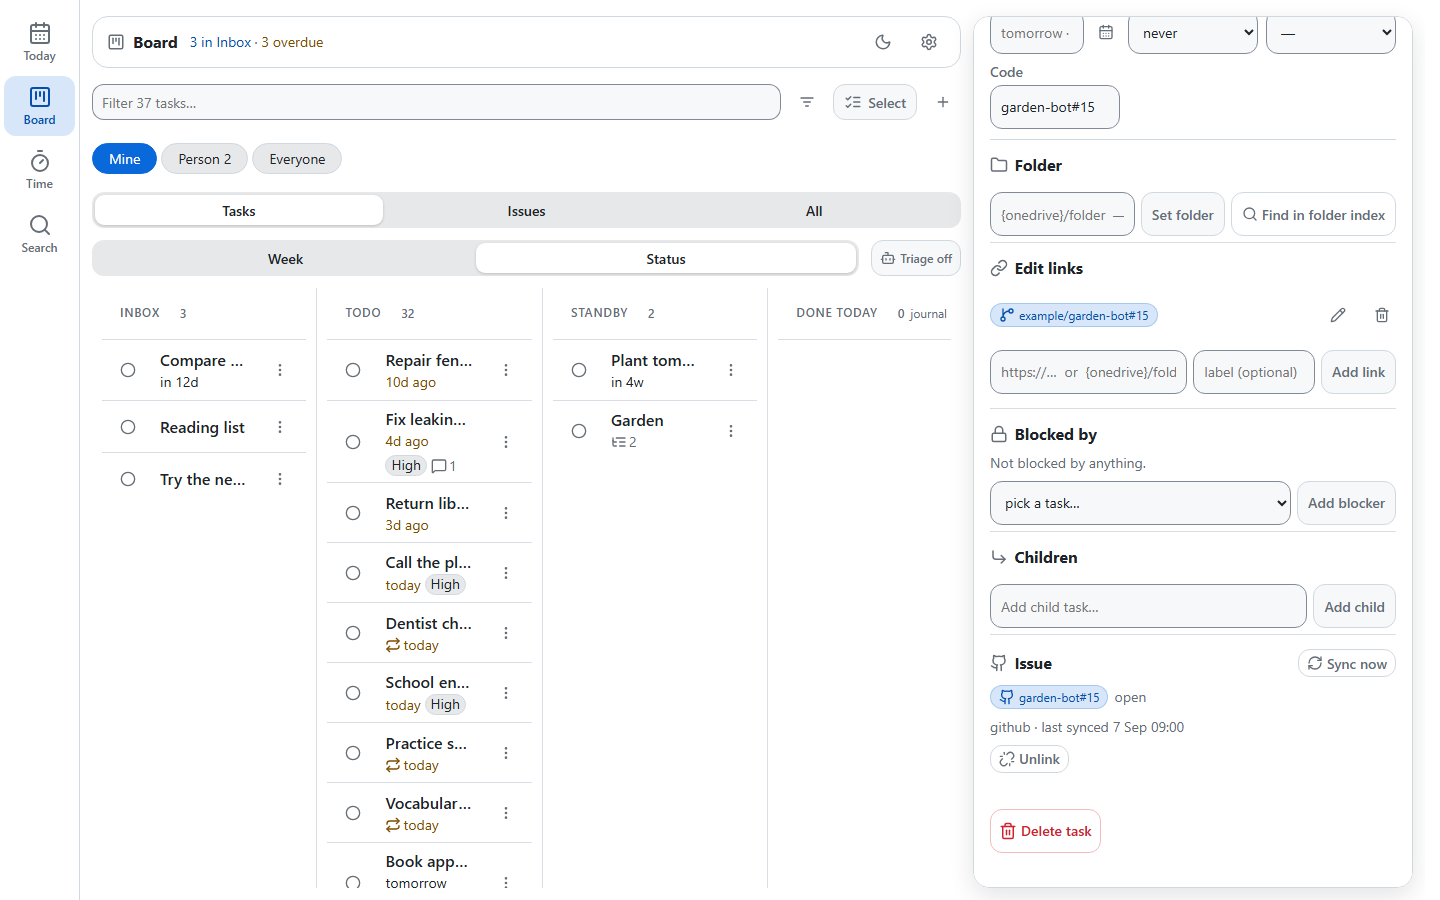 Today
Board
Time
Search
Board 3 in Inbox · 3 overdue
Filter 37 tasks...
Select
Mine
Person 2
Everyone
Tasks
Issues
All
Week
Status
Triage off
INBOX 3
Compare ...
in 12d
Reading list
Try the ne...
TODO 32
Repair fen...
10d ago
Fix leakin...
4d ago
High 1
Return lib...
3d ago
Call the pl...
today High
Dentist ch...
today
School en...
today High
Practice s...
today
Vocabular...
today
Book app...
tomorrow
STANDBY 2
Plant tom...
in 4w
Garden
2
DONE TODAY 0 journal
tomorrow ·
never
—
Code
garden-bot#15
Folder
{onedrive}/folder —
Set folder
Find in folder index
Edit links
example/garden-bot#15
https://... or {onedrive}/fold
label (optional)
Add link
Blocked by
Not blocked by anything.
pick a task...
Add blocker
Children
Add child task...
Add child
Issue
Sync now
garden-bot#15 open
github · last synced 7 Sep 09:00
Unlink
Delete task